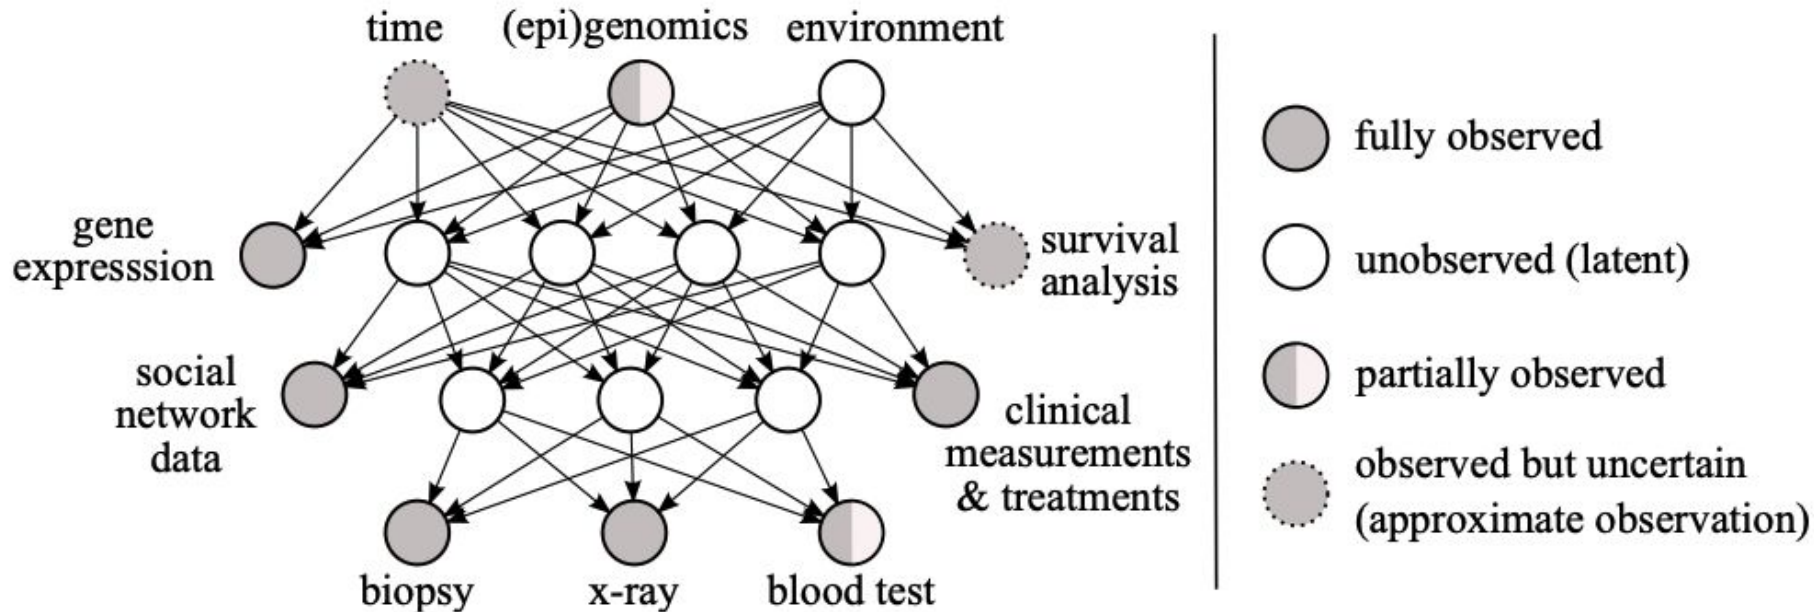 time
(epi)genomics
environment
gene
expresssion
survival
analysis
social
network
data
clinical
measurements
& treatments
biopsy
x-ray
blood test
fully observed
unobserved (latent)
partially observed
observed but uncertain
(approximate observation)